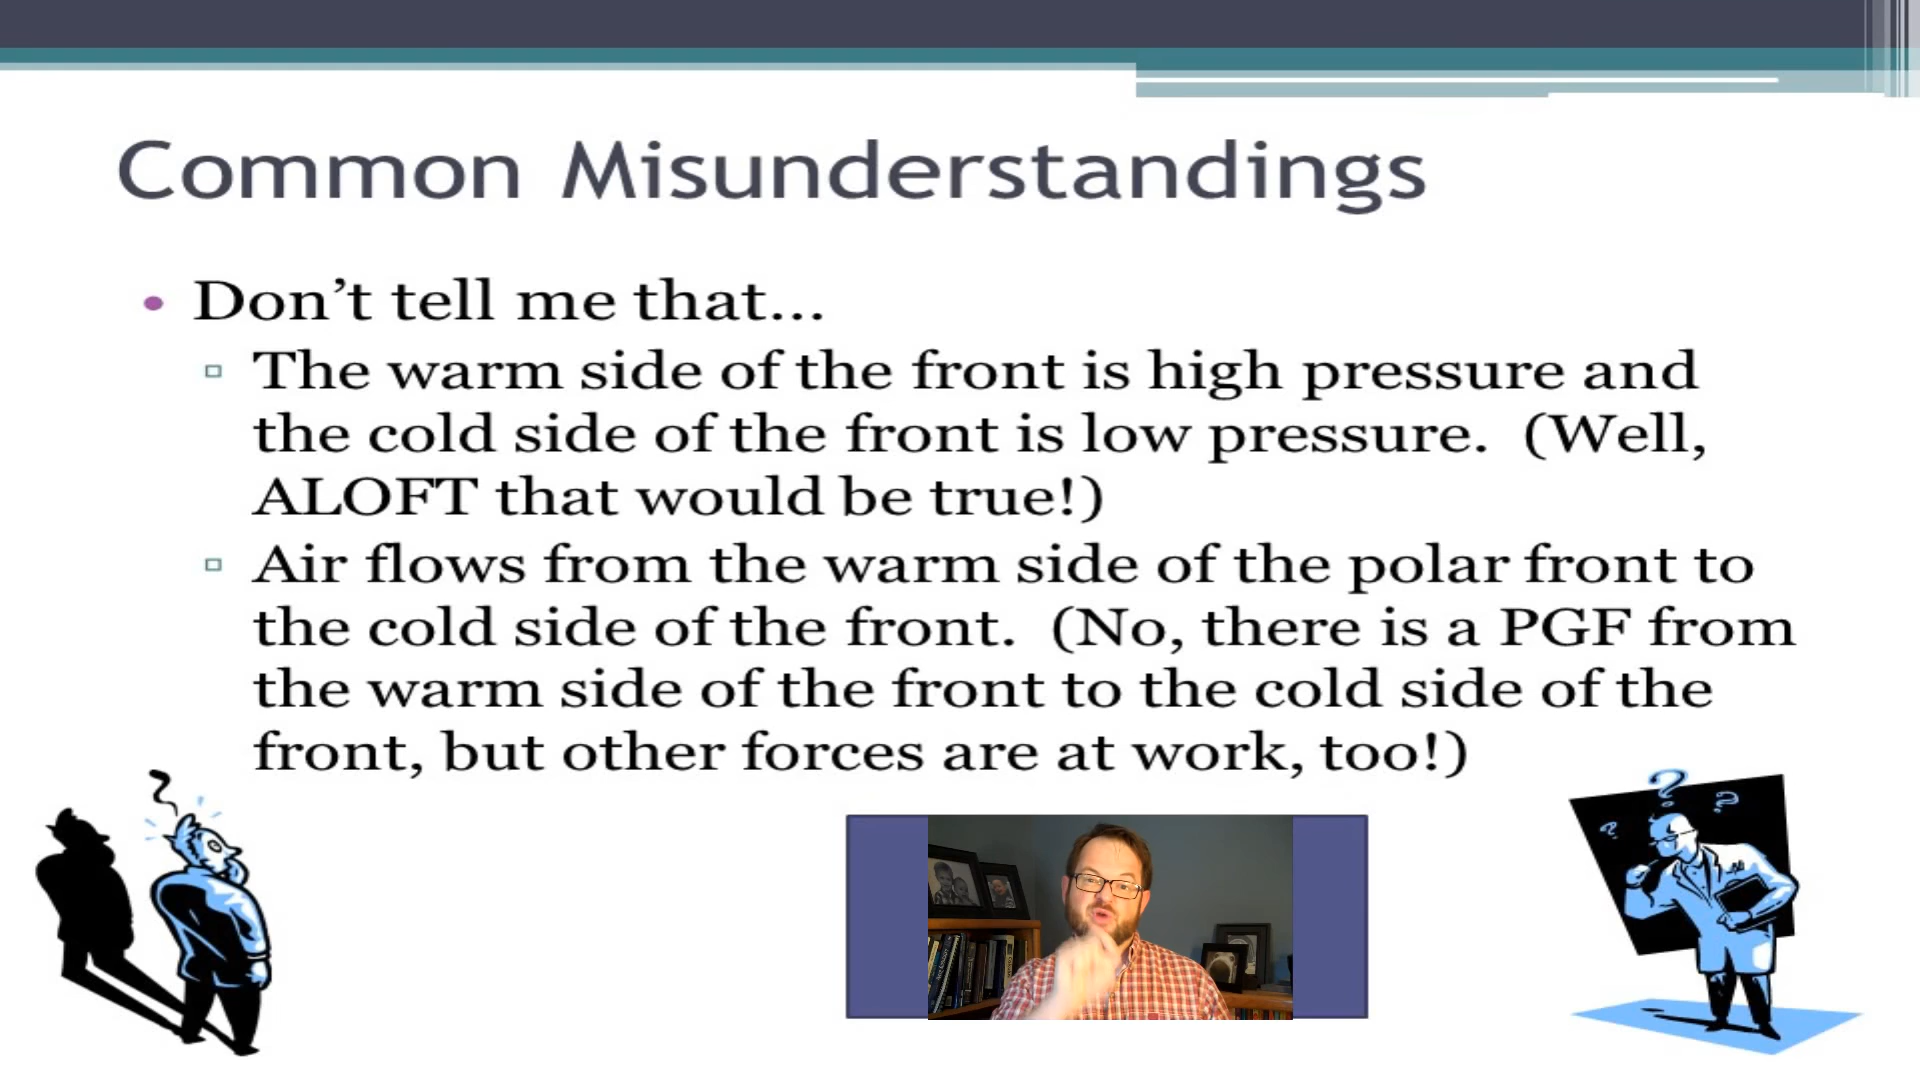 Common Misunderstandings
• Don't tell me that...
▫ The warm side of the front is high pressure and
the cold side of the front is low pressure. (Well,
ALOFT that would be true!)
▫ Air flows from the warm side of the polar front to
the cold side of the front. (No, there is a PGF from
the warm side of the front to the cold side of the
front, but other forces are at work, too!)
?
? ? ?